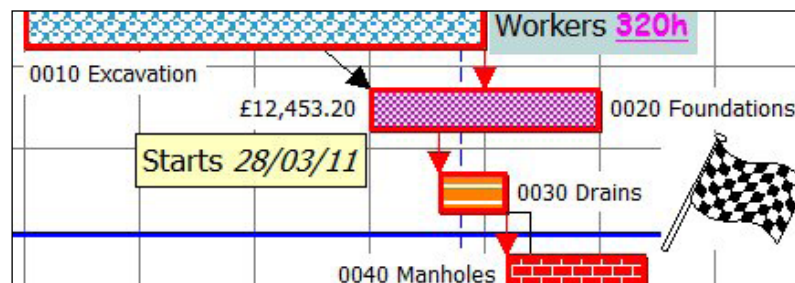 Workers 320h
0010 Excavation
£12,453.20
0020 Foundations
Starts 28/03/11
0030 Drains
0040 Manholes